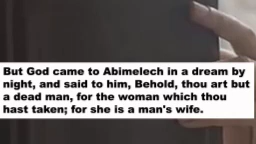 But God came to Abimelech in a dream by
night, and said to him, Behold, thou art but
a dead man, for the woman which thou
hast taken; for she is a man's wife.